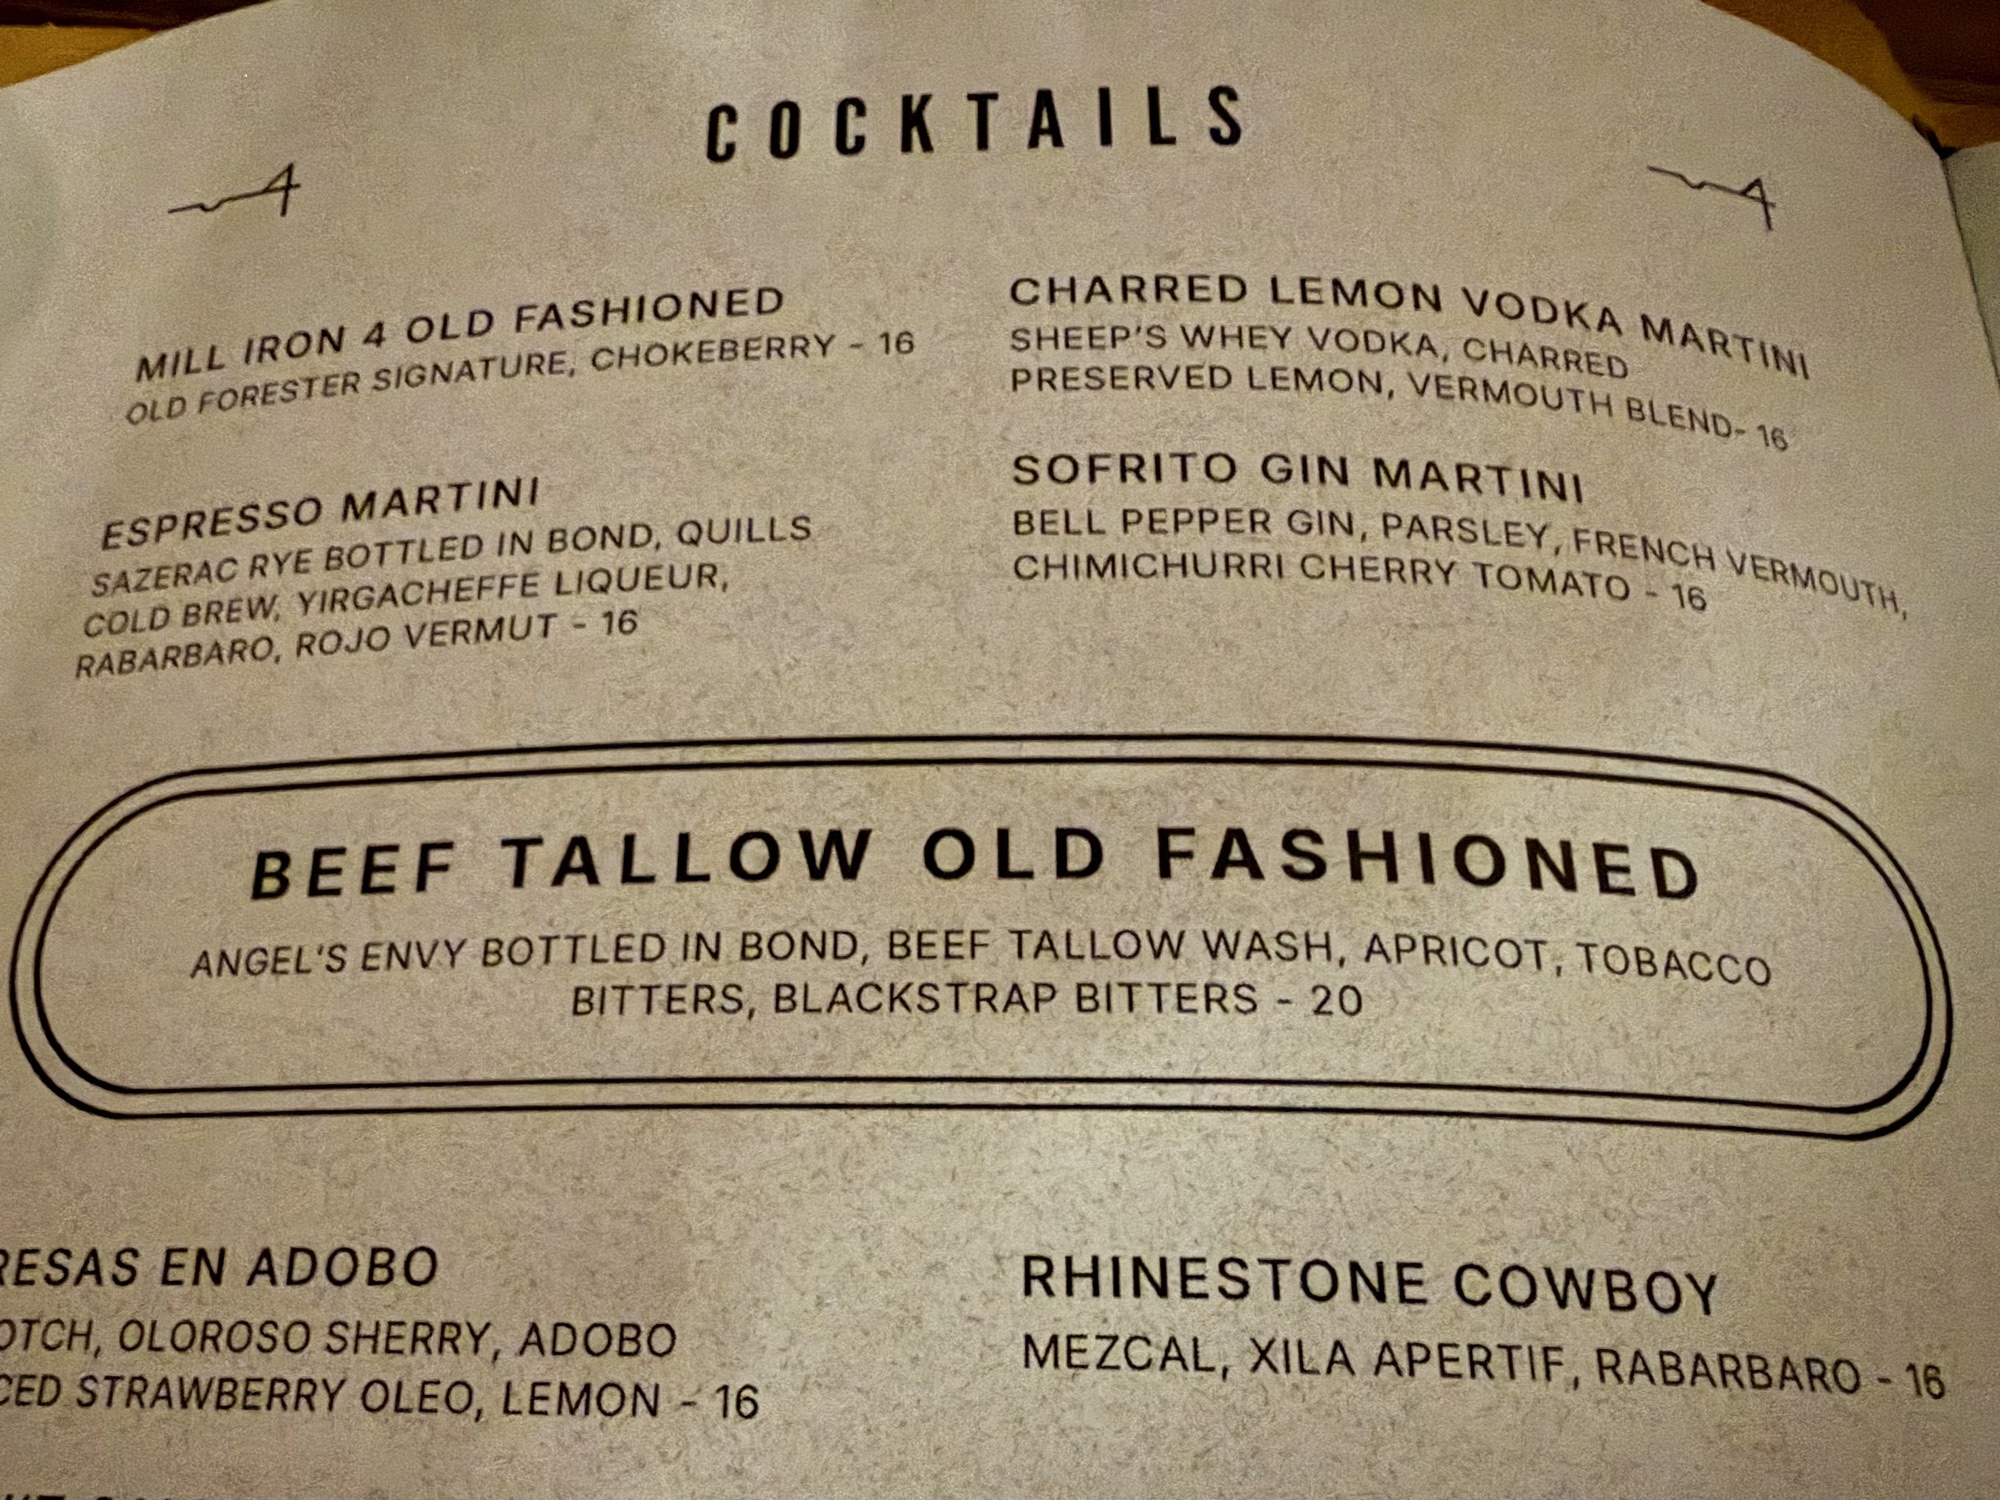 COCKTAILS
MILL IRON 4 OLD FASHIONED
OLD FORESTER SIGNATURE, CHOKEBERRY - 16
ESPRESSO MARTINI
SAZERAC RYE BOTTLED IN BOND, QUILLS
COLD BREW, YIRGACHEFFE LIQUEUR,
RABARBARO, ROJO VERMUT - 16
CHARRED LEMON VODKA MARTINI
SHEEP'S WHEY VODKA, CHARRED
PRESERVED LEMON, VERMOUTH BLEND- 16
SOFRITO GIN MARTINI
BELL PEPPER GIN, PARSLEY, FRENCH VERMOUTH,
CHIMICHURRI CHERRY TOMATO - 16
BEEF TALLOW OLD FASHIONED
ANGEL'S ENVY BOTTLED IN BOND, BEEF TALLOW WASH, APRICOT, TOBACCO
BITTERS, BLACKSTRAP BITTERS - 20
RESAS EN ADOBO
OTCH, OLOROSO SHERRY, ADOBO
CED STRAWBERRY OLEO, LEMON - 16
RHINESTONE COWBOY
MEZCAL, XILA APERTIF, RABARBARO - 16